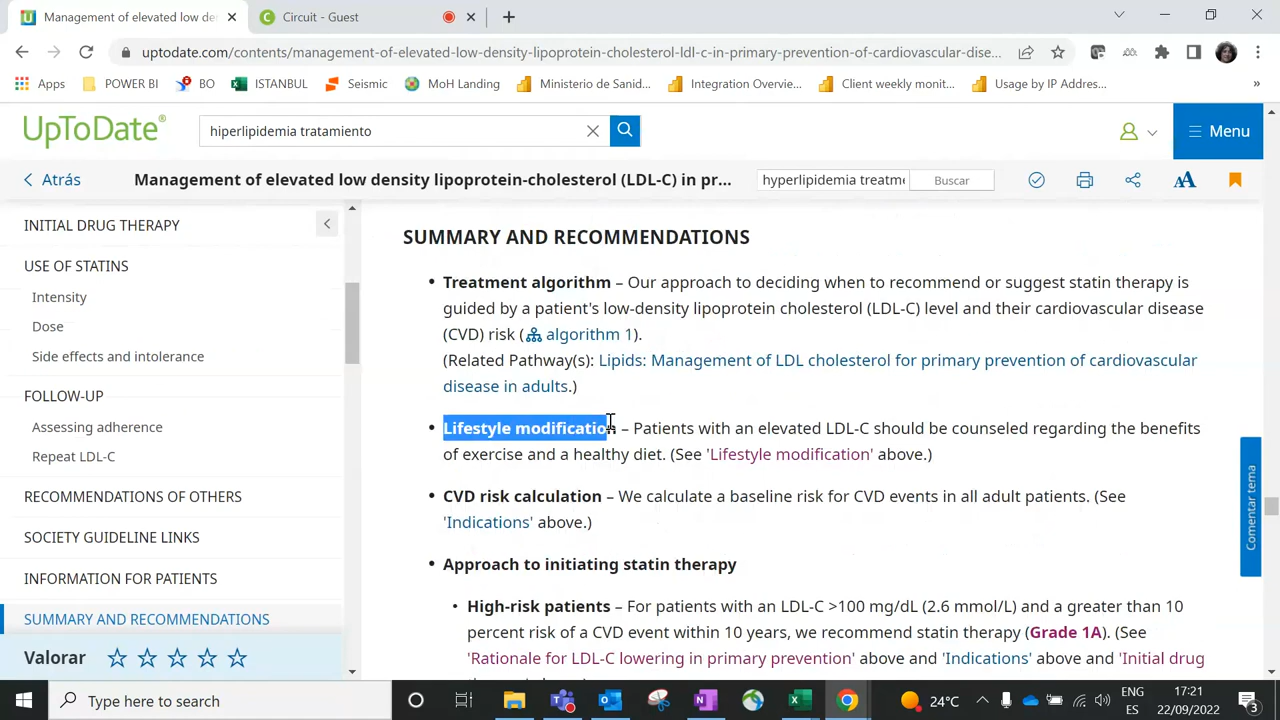 Management of elevated low de
Circuit - Guest
uptodate.com/contents/management-of-elevated-low-density-lipoprotein-cholesterol-ldl-c-in-primary-prevention-of-cardiovascular-dise...
Apps
POWER BI
BO
ISTANBUL
Seismic
MoH Landing
Ministerio de Sanid...
Integration Overvie...
Client weekly monit...
Usage by IP Addres...
»
UpToDate®
hiperlipidemia tratamiento
Menu
Atrás
Management of elevated low density lipoprotein-cholesterol (LDL-C) in pr...
hyperlipidemia treatme
Buscar
AA
INITIAL DRUG THERAPY
USE OF STATINS
Intensity
Dose
Side effects and intolerance
FOLLOW-UP
Assessing adherence
Repeat LDL-C
RECOMMENDATIONS OF OTHERS
SOCIETY GUIDELINE LINKS
INFORMATION FOR PATIENTS
SUMMARY AND RECOMMENDATIONS
Valorar
SUMMARY AND RECOMMENDATIONS
• Treatment algorithm – Our approach to deciding when to recommend or suggest statin therapy is
guided by a patient's low-density lipoprotein cholesterol (LDL-C) level and their cardiovascular disease
(CVD) risk (algorithm 1).
(Related Pathway(s): Lipids: Management of LDL cholesterol for primary prevention of cardiovascular
disease in adults.)
• Lifestyle modification – Patients with an elevated LDL-C should be counseled regarding the benefits
of exercise and a healthy diet. (See 'Lifestyle modification' above.)
• CVD risk calculation – We calculate a baseline risk for CVD events in all adult patients. (See
'Indications' above.)
• Approach to initiating statin therapy
• High-risk patients – For patients with an LDL-C >100 mg/dL (2.6 mmol/L) and a greater than 10
percent risk of a CVD event within 10 years, we recommend statin therapy (Grade 1A). (See
'Rationale for LDL-C lowering in primary prevention' above and 'Indications' above and 'Initial drug
Comentar tema
Type here to search
24°C
ENG
ES
17:21
22/09/2022
3